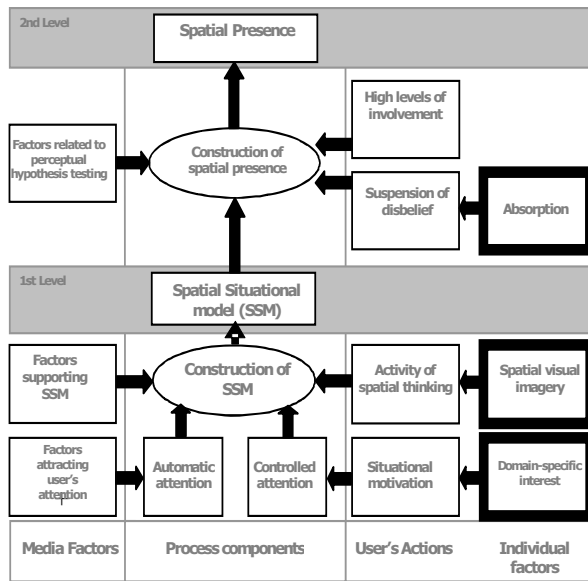 2nd Level
Spatial Presence
High levels of
involvement
Factors related to
perceptual
hypothesis testing
Construction of
spatial presence
Suspension of
disbelief
Absorption
1st Level
Spatial Situational
model (SSM)
Factors
supporting
SSM
Construction of
SSM
Activity of
spatial thinking
Spatial visual
imagery
Factors
attracting
user's
attention
Automatic
attention
Controlled
attention
Situational
motivation
Domain-specific
interest
Media Factors
Process components
User's Actions
Individual
factors